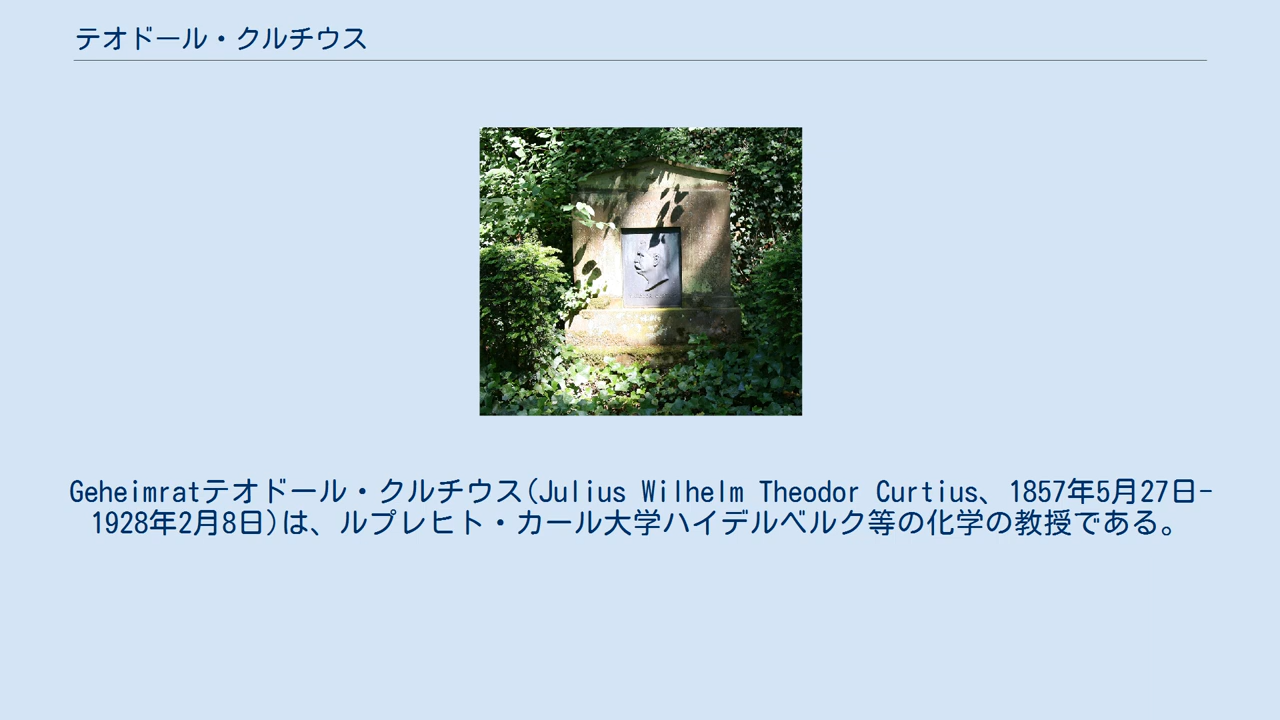 テオドール・クルチウス
Geheimratテオドール・クルチウス(Julius Wilhelm Theodor Curtius、1857年5月27日-
1928年2月8日)は、ルプレヒト・カール大学ハイデルベルク等の化学の教授である。